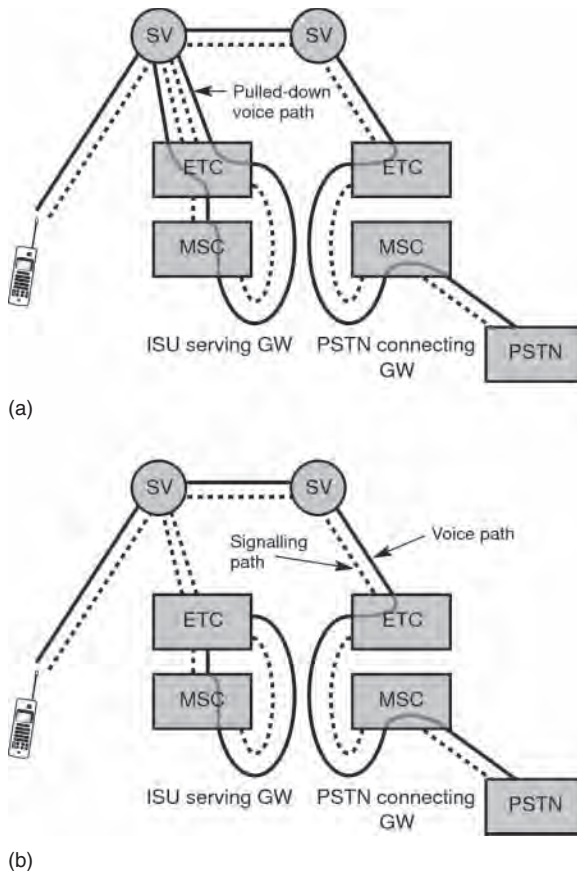 SV SV
Pulled-down
voice path
ETC ETC
MSC MSC
ISU serving GW PSTN connecting
GW
PSTN
(a)
SV SV
Signalling
path
Voice path
ETC ETC
MSC MSC
ISU serving GW PSTN connecting
GW
PSTN
(b)